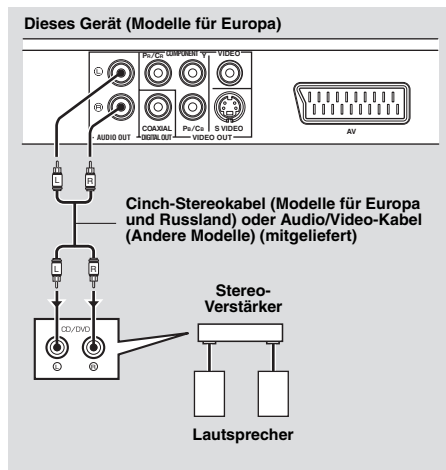 Dieses Gerät (Modelle für Europa)
PR/CR COMPONENT Y VIDEO
L
R
COAXIAL PB/CB S VIDEO
AUDIO OUT DIGITAL OUT VIDEO OUT
AV
L R
Cinch-Stereokabel (Modelle für Europa
und Russland) oder Audio/Video-Kabel
(Andere Modelle) (mitgeliefert)
L R
Stereo-
Verstärker
CD/DVD
L R
Lautsprecher